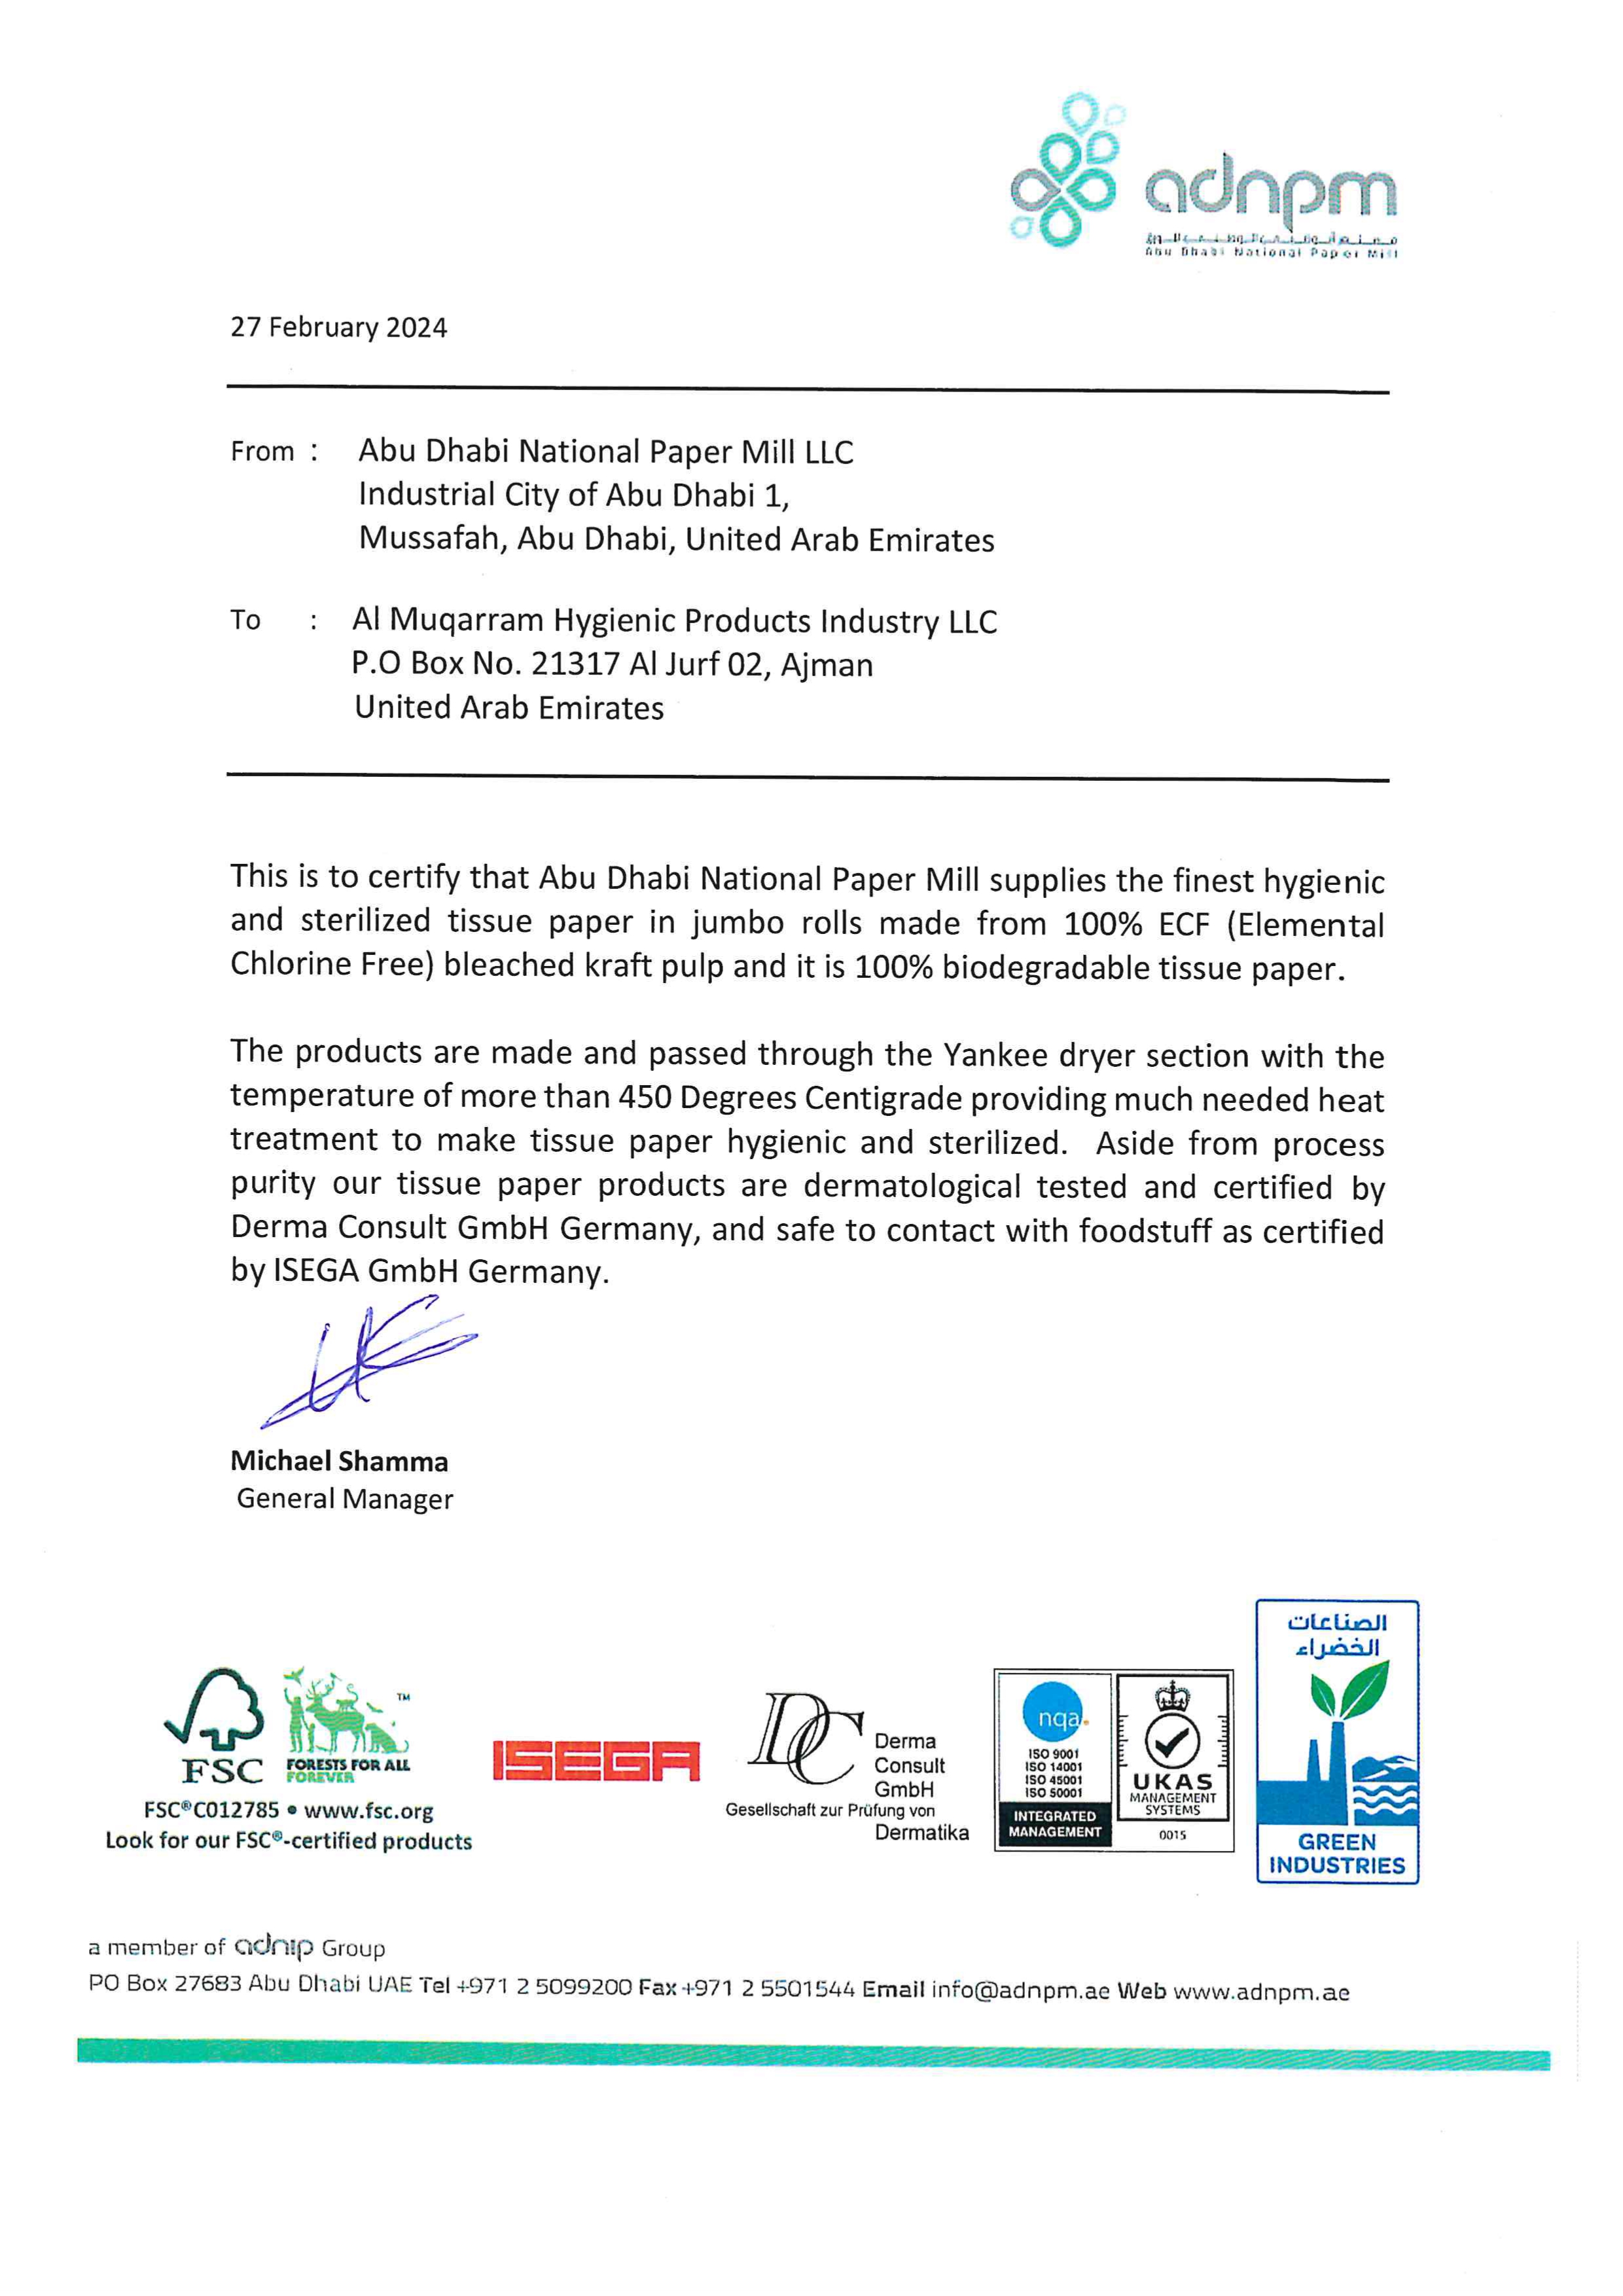 adnpm
Abu Dhabi National Paper Mill
27 February 2024
From : Abu Dhabi National Paper Mill LLC
Industrial City of Abu Dhabi 1,
Mussafah, Abu Dhabi, United Arab Emirates
To : Al Muqarram Hygienic Products Industry LLC
P.O Box No. 21317 Al Jurf 02, Ajman
United Arab Emirates
This is to certify that Abu Dhabi National Paper Mill supplies the finest hygienic
and sterilized tissue paper in jumbo rolls made from 100% ECF (Elemental
Chlorine Free) bleached kraft pulp and it is 100% biodegradable tissue paper.
The products are made and passed through the Yankee dryer section with the
temperature of more than 450 Degrees Centigrade providing much needed heat
treatment to make tissue paper hygienic and sterilized. Aside from process
purity our tissue paper products are dermatological tested and certified by
Derma Consult GmbH Germany, and safe to contact with foodstuff as certified
by ISEGA GmbH Germany.
Michael Shamma
General Manager
FSC
FORESTS FOR ALL
FOREVER
TM
FSC®C012785 • www.fsc.org
Look for our FSC®-certified products
ISEGA
DC
Derma
Consult
GmbH
Gesellschaft zur Prüfung von
Dermatika
nqa.
ISO 9001
ISO 14001
ISO 45001
ISO 50001
INTEGRATED
MANAGEMENT
UKAS
MANAGEMENT
SYSTEMS
0015
الصناعات
الخضراء
GREEN
INDUSTRIES
a member of adnip Group
PO Box 27683 Abu Dhabi UAE Tel +971 2 5099200 Fax +971 2 5501544 Email info@adnpm.ae Web www.adnpm.ae